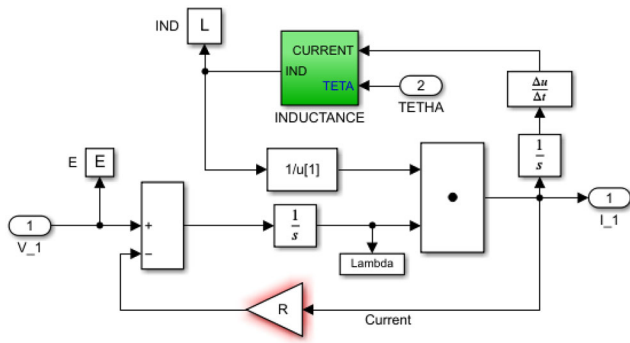 IND
L
CURRENT
IND
TETA
INDUCTANCE
2
TETHA
Δu
Δt
E
E
1/u[1]
1
s
1
V_1
+
−
1
s
Lambda
1
I_1
R
Current